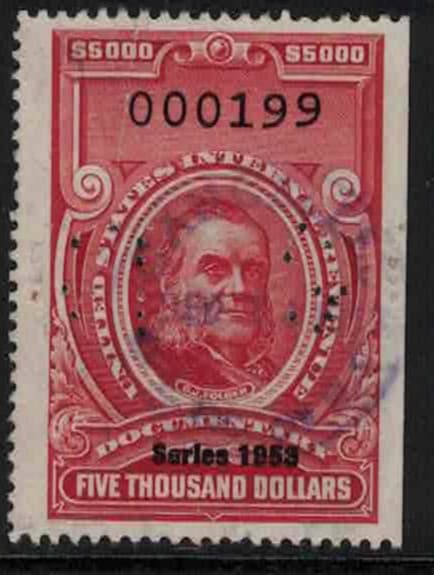 $5000 $5000
000199
UNITED STATES INTERNAL REVENUE
C.J. FOLGER
DOCUMENTARY
Series 1953
FIVE THOUSAND DOLLARS